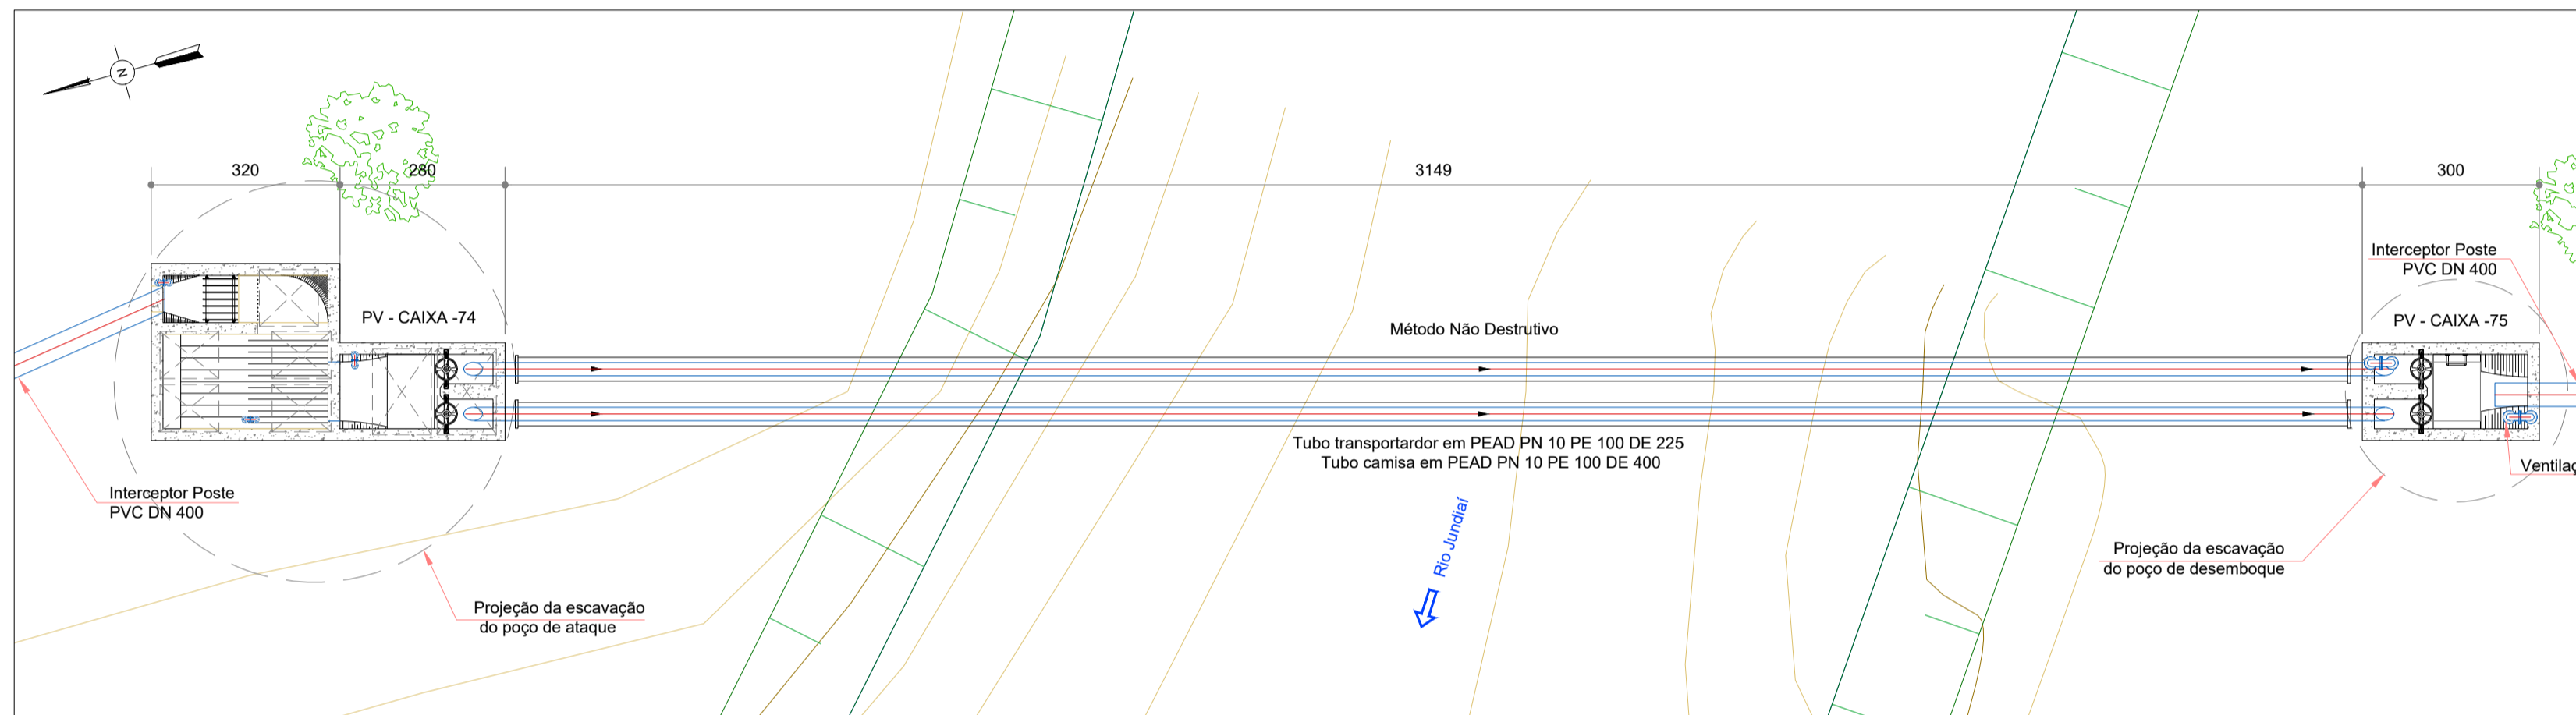 N
320
280
3149
300
Interceptor Poste
PVC DN 400
PV - CAIXA -74
PV - CAIXA -75
Método Não Destrutivo
Tubo transportardor em PEAD PN 10 PE 100 DE 225
Tubo camisa em PEAD PN 10 PE 100 DE 400
Interceptor Poste
PVC DN 400
Rio Jundiaí
Projeção da escavação
do poço de desemboque
Projeção da escavação
do poço de ataque